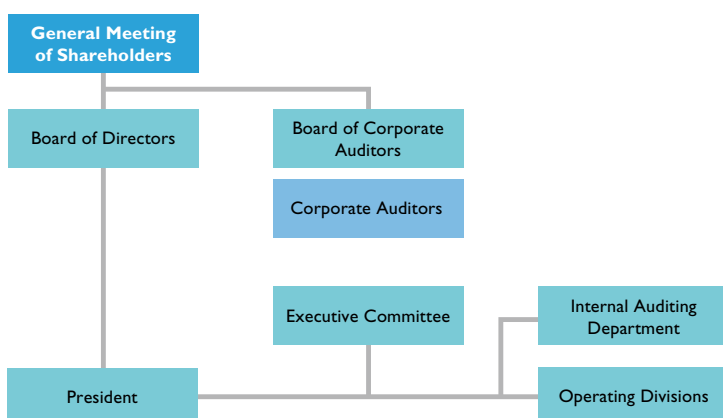 General Meeting
of Shareholders
Board of Directors
Board of Corporate
Auditors
Corporate Auditors
Executive Committee
Internal Auditing
Department
President
Operating Divisions